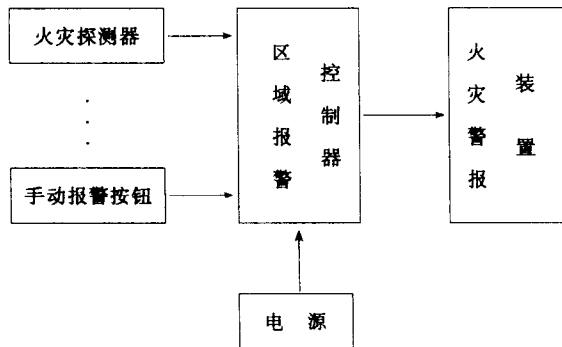 火灾探测器
手动报警按钮
区域报警
控制器
火灾警报
装置
电 源